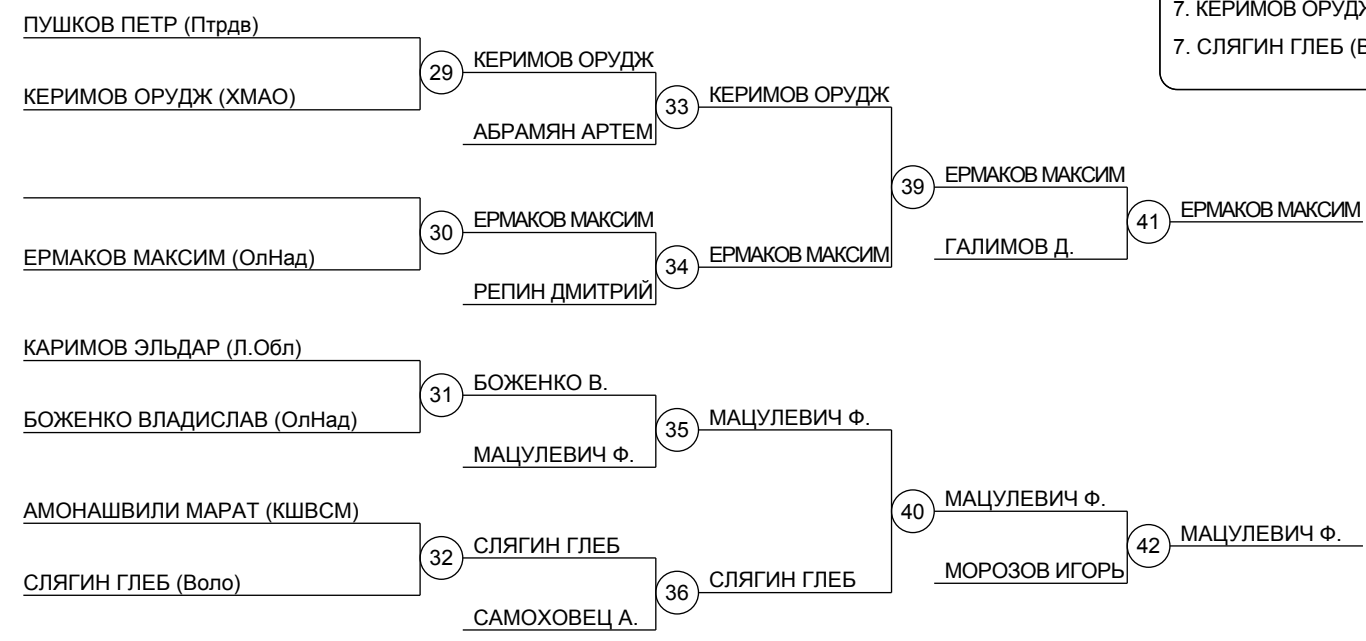 7. КЕРИМОВ ОРУДЖ
7. СЛЯГИН ГЛЕБ (В
ПУШКОВ ПЕТР (Птрдв)
29
КЕРИМОВ ОРУДЖ
КЕРИМОВ ОРУДЖ (ХМАО)
33
КЕРИМОВ ОРУДЖ
АБРАМЯН АРТЕМ
39
ЕРМАКОВ МАКСИМ
30
ЕРМАКОВ МАКСИМ
ЕРМАКОВ МАКСИМ (ОлНад)
34
ЕРМАКОВ МАКСИМ
РЕПИН ДМИТРИЙ
ГАЛИМОВ Д.
41
ЕРМАКОВ МАКСИМ
КАРИМОВ ЭЛЬДАР (Л.Обл)
31
БОЖЕНКО В.
БОЖЕНКО ВЛАДИСЛАВ (ОлНад)
35
МАЦУЛЕВИЧ Ф.
МАЦУЛЕВИЧ Ф.
40
МАЦУЛЕВИЧ Ф.
АМОНАШВИЛИ МАРАТ (КШВСМ)
32
СЛЯГИН ГЛЕБ
СЛЯГИН ГЛЕБ (Воло)
36
СЛЯГИН ГЛЕБ
САМОХОВЕЦ А.
МОРОЗОВ ИГОРЬ
42
МАЦУЛЕВИЧ Ф.